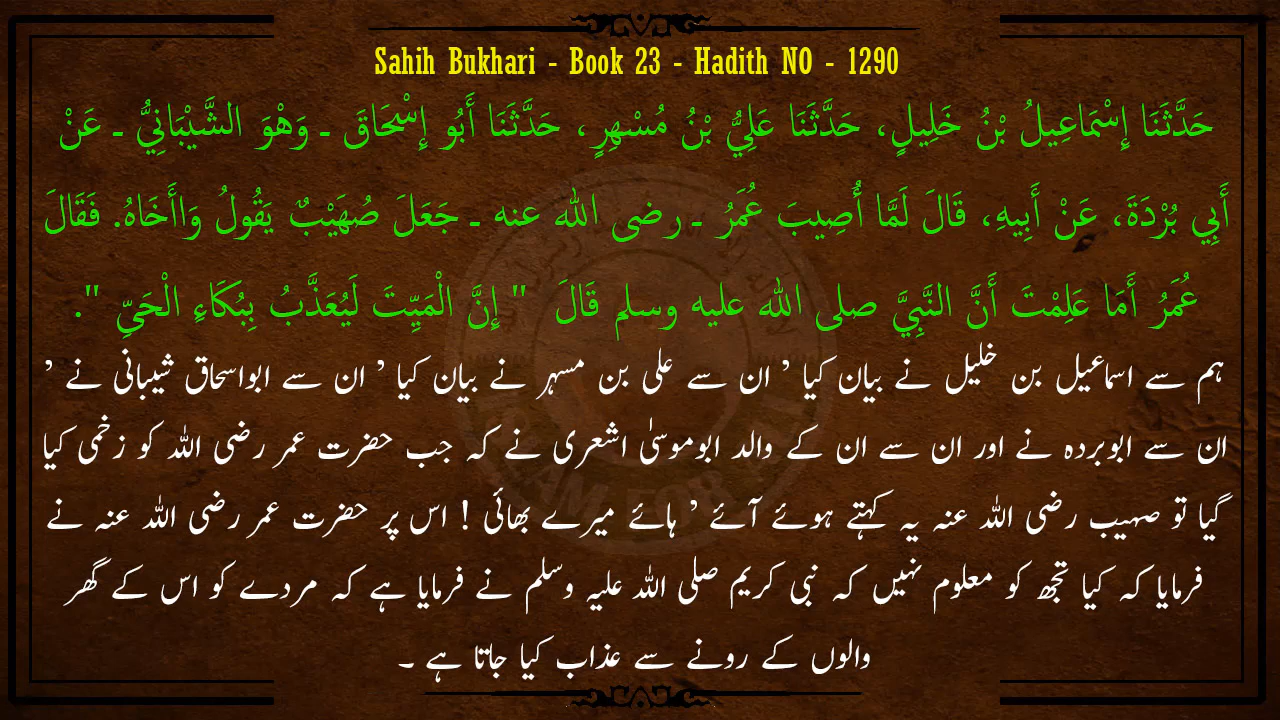 Sahih Bukhari - Book 23 - Hadith NO - 1290
حَدَّثَنَا إِسْمَاعِيلُ بْنُ خَلِيلٍ، حَدَّثَنَا عَلِيُّ بْنُ مُسْهِرٍ، حَدَّثَنَا أَبُو إِسْحَاقَ ـ وَهْوَ الشَّيْبَانِيُّ ـ عَنْ
أَبِي بُرْدَةَ، عَنْ أَبِيهِ، قَالَ لَمَّا أُصِيبَ عُمَرُ ـ رضى الله عنه ـ جَعَلَ صُهَيْبٌ يَقُولُ وَاأَخَاهُ. فَقَالَ
عُمَرُ أَمَا عَلِمْتَ أَنَّ النَّبِيَّ صلى الله عليه وسلم قَالَ " إِنَّ الْمَيِّتَ لَيُعَذَّبُ بِبُكَاءِ الْحَىِّ ".
ہم سے اسماعیل بن خلیل نے بیان کیا ’ ان سے علی بن مسہر نے بیان کیا ’ ان سے ابواسحاق شیبانی نے ’
ان سے ابوبردہ نے اور ان سے ان کے والد ابوموسیٰ اشعری نے کہ جب حضرت عمر رضی اللہ کو زخمی کیا
گیا تو صہیب رضی اللہ عنہ یہ کہتے ہوئے آئے ’ ہائے میرے بھائی ! اس پر حضرت عمر رضی اللہ عنہ نے
فرمایا کہ کیا تجھ کو معلوم نہیں کہ نبی کریم صلی اللہ علیہ وسلم نے فرمایا ہے کہ مردے کو اس کے گھر
والوں کے رونے سے عذاب کیا جاتا ہے ۔